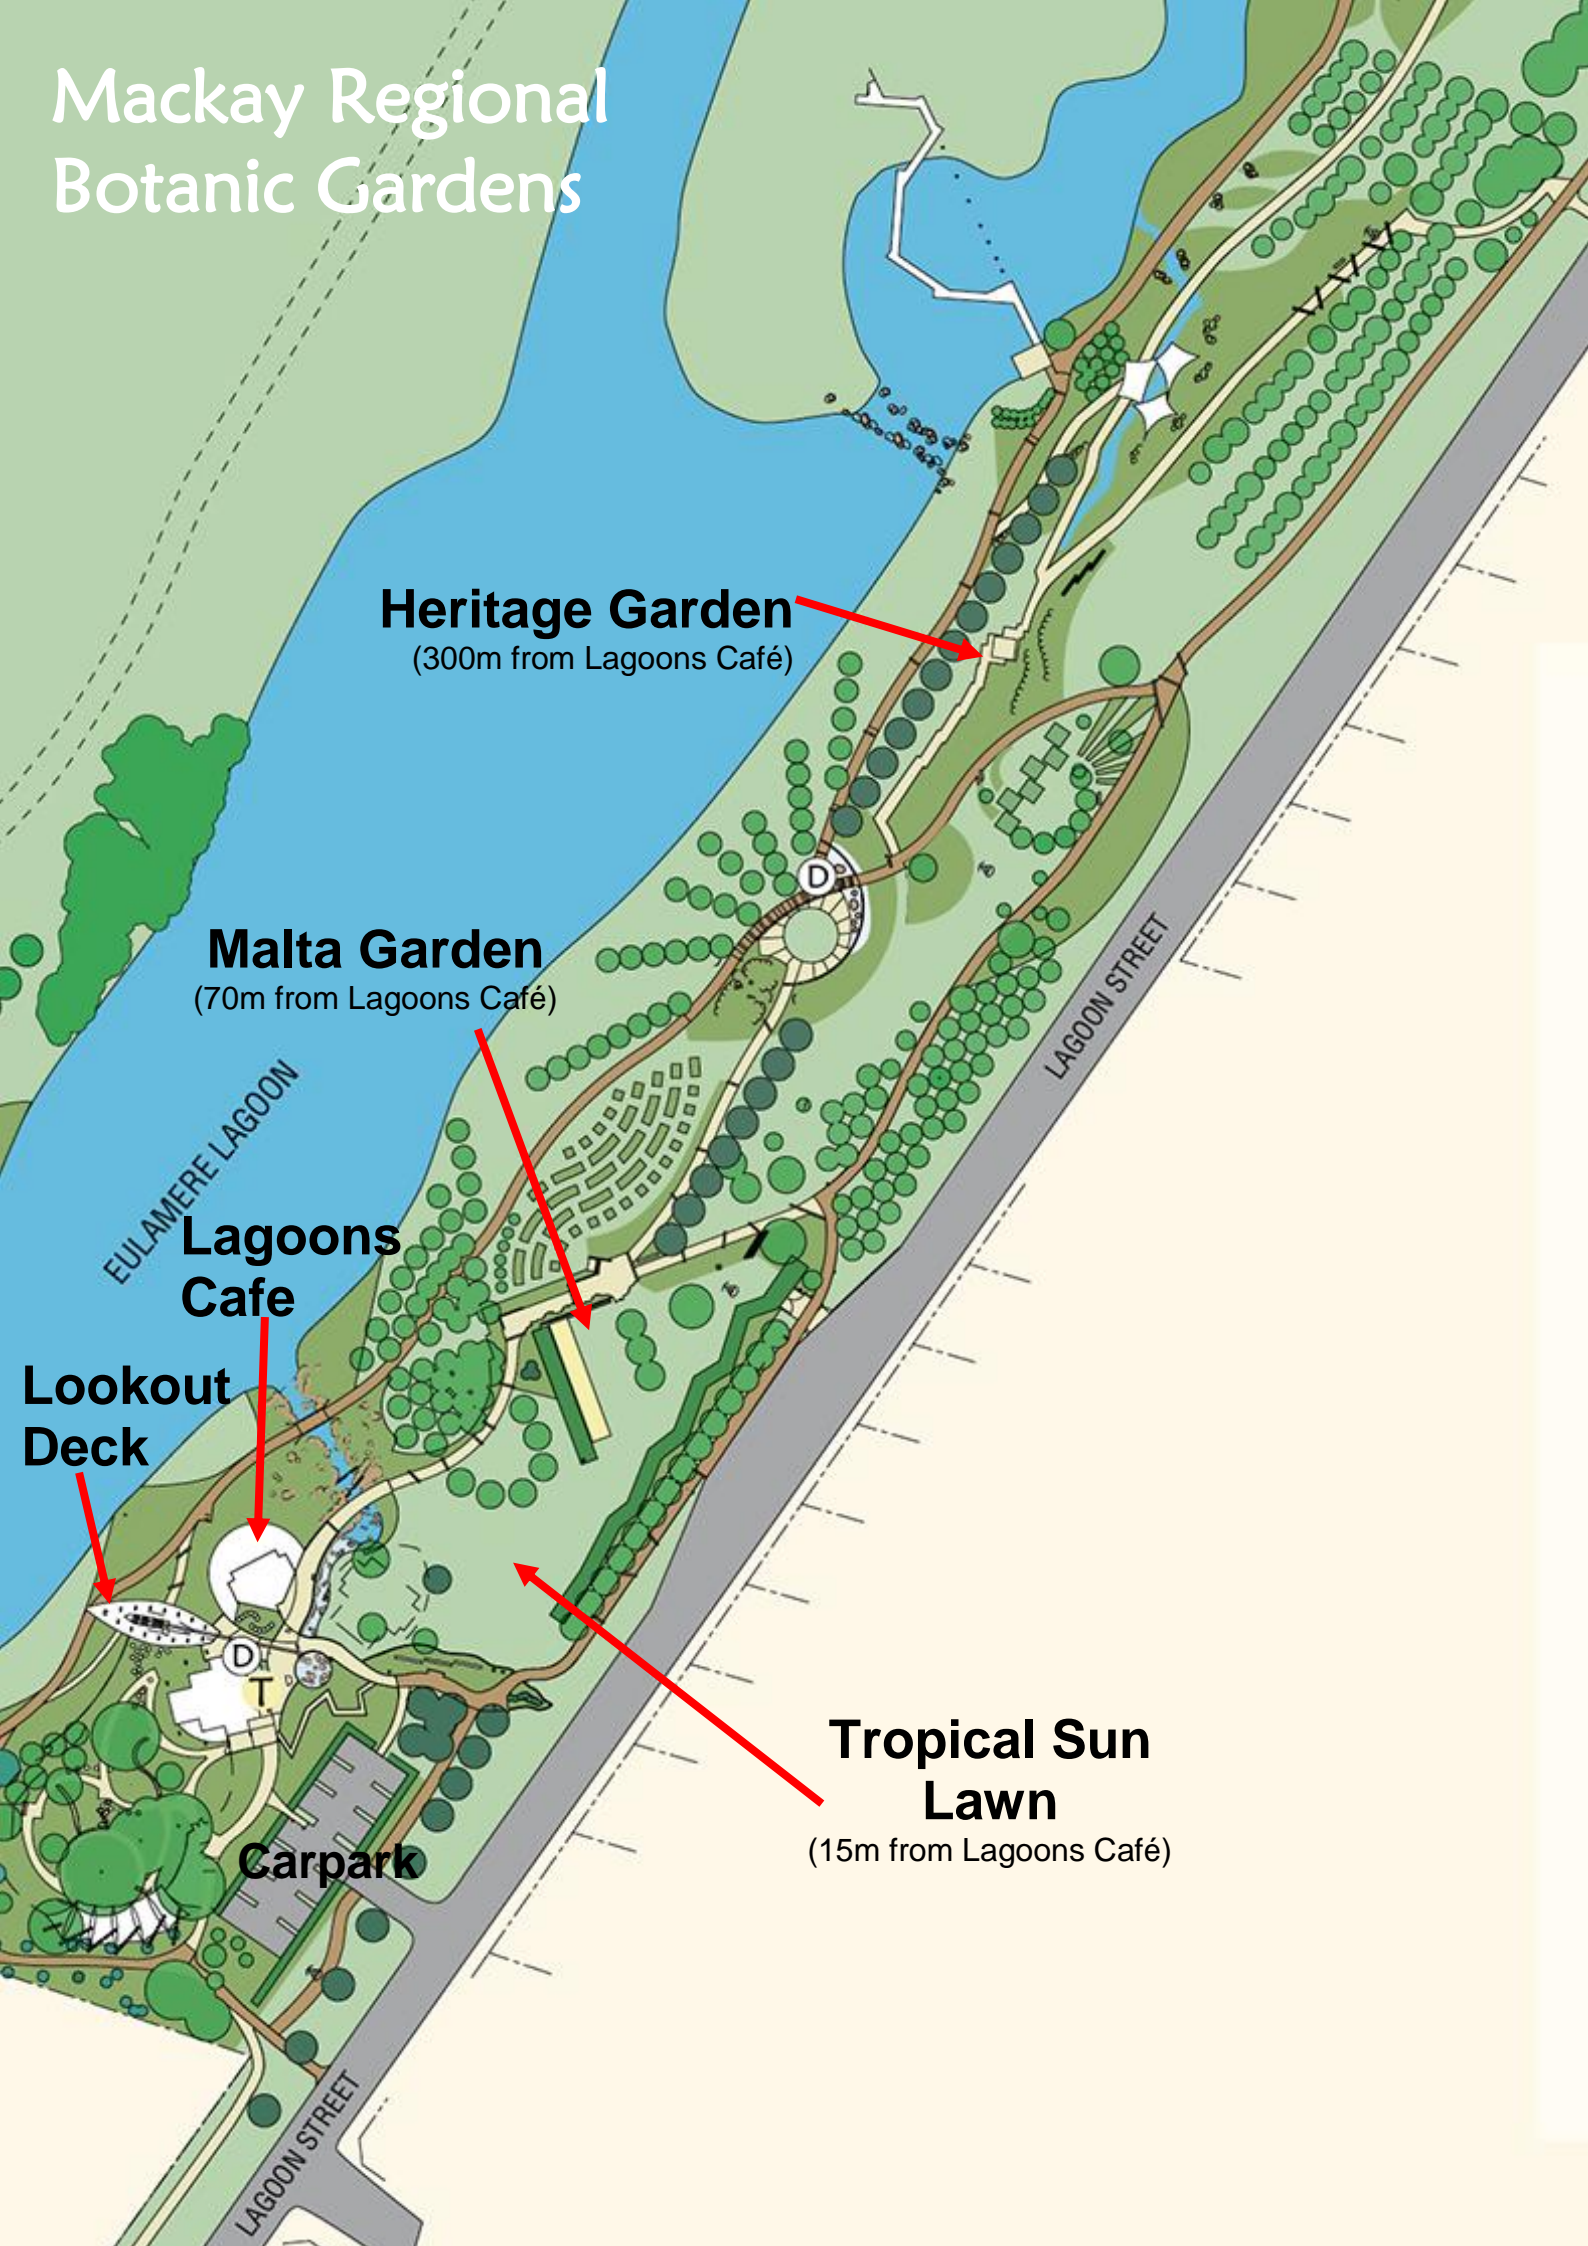 Mackay Regional
Botanic Gardens
Heritage Garden
(300m from Lagoons Café)
D
Malta Garden
(70m from Lagoons Café)
LAGOON STREET
EULAMERE LAGOON
Lagoons
Cafe
Lookout
Deck
D
T
Tropical Sun
Lawn
(15m from Lagoons Café)
Carpark
LAGOON STREET